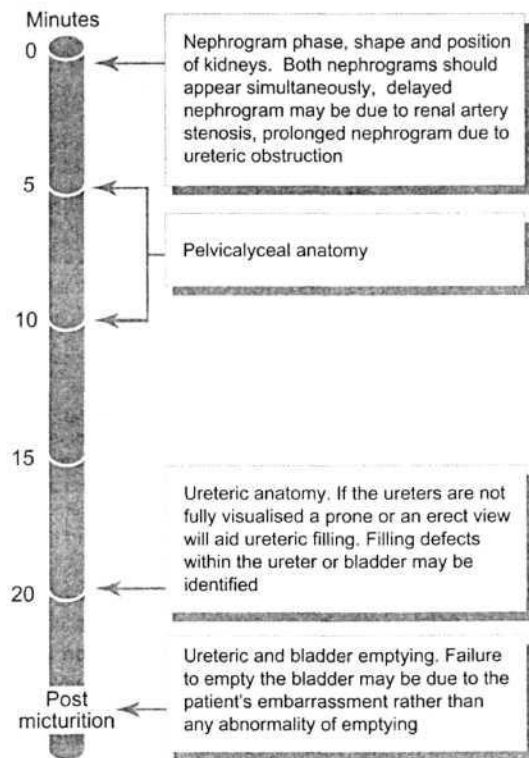 Minutes
0
Nephrogram phase, shape and position
of kidneys. Both nephrograms should
appear simultaneously, delayed
nephrogram may be due to renal artery
stenosis, prolonged nephrogram due to
ureteric obstruction
5
Pelvicalyceal anatomy
10
15
Ureteric anatomy. If the ureters are not
fully visualised a prone or an erect view
will aid ureteric filling. Filling defects
within the ureter or bladder may be
identified
20
Ureteric and bladder emptying. Failure
to empty the bladder may be due to the
patient's embarrassment rather than
any abnormality of emptying
Post
micturition